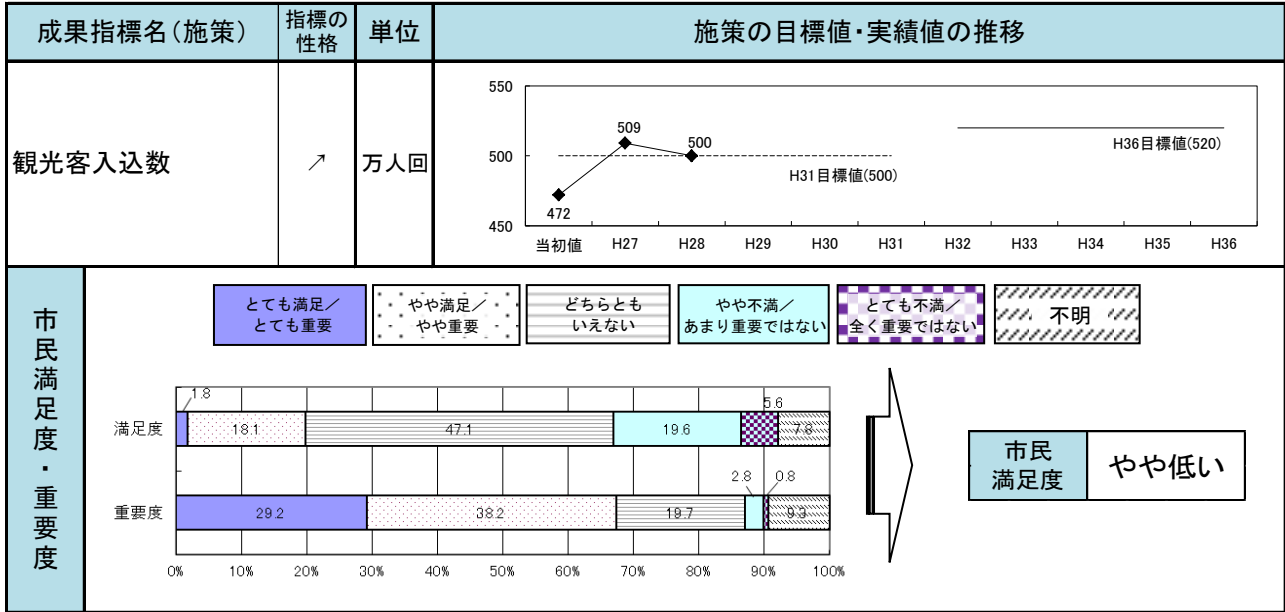 成果指標名(施策)
指標の
性格
単位
施策の目標値・実績値の推移
観光客入込数
↗
万人回
550
500
450
472
509
500
H31目標値(500)
H36目標値(520)
当初値 H27 H28 H29 H30 H31 H32 H33 H34 H35 H36
市民満足度・重要度
とても満足/
とても重要
やや満足/
やや重要
どちらとも
いえない
やや不満/
あまり重要ではない
とても不満/
全く重要ではない
不明
満足度
1.8 18.1 47.1 19.6 5.6 7.8
重要度
29.2 38.2 19.7 2.8 0.8 9.3
0% 10% 20% 30% 40% 50% 60% 70% 80% 90% 100%
市民
満足度
やや低い